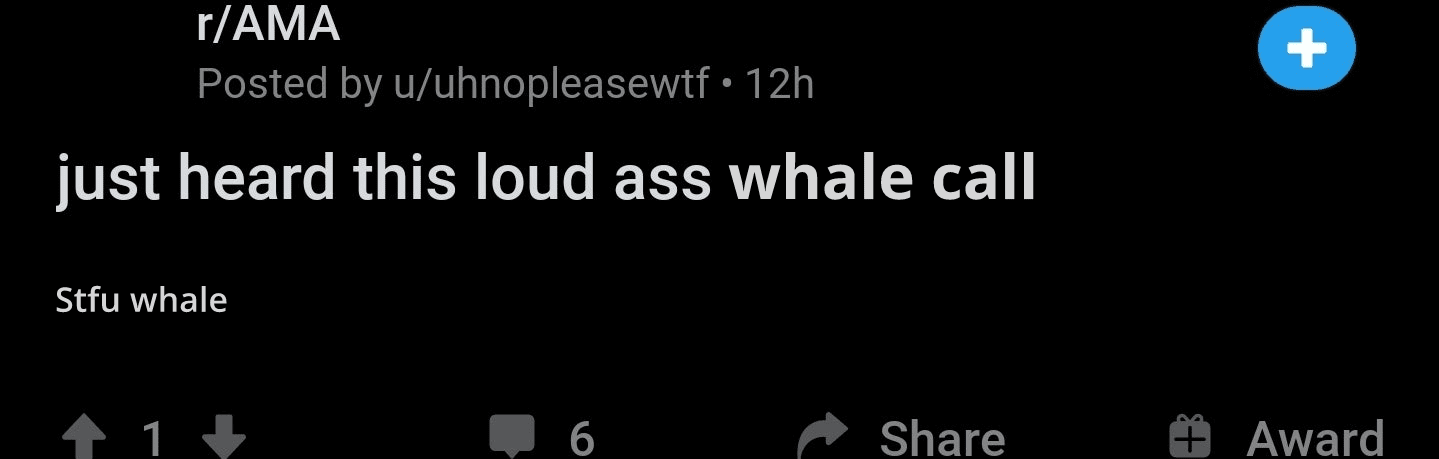 r/AMA
Posted by u/uhnopleasewtf • 12h
just heard this loud ass whale call
Stfu whale
1 6 Share Award